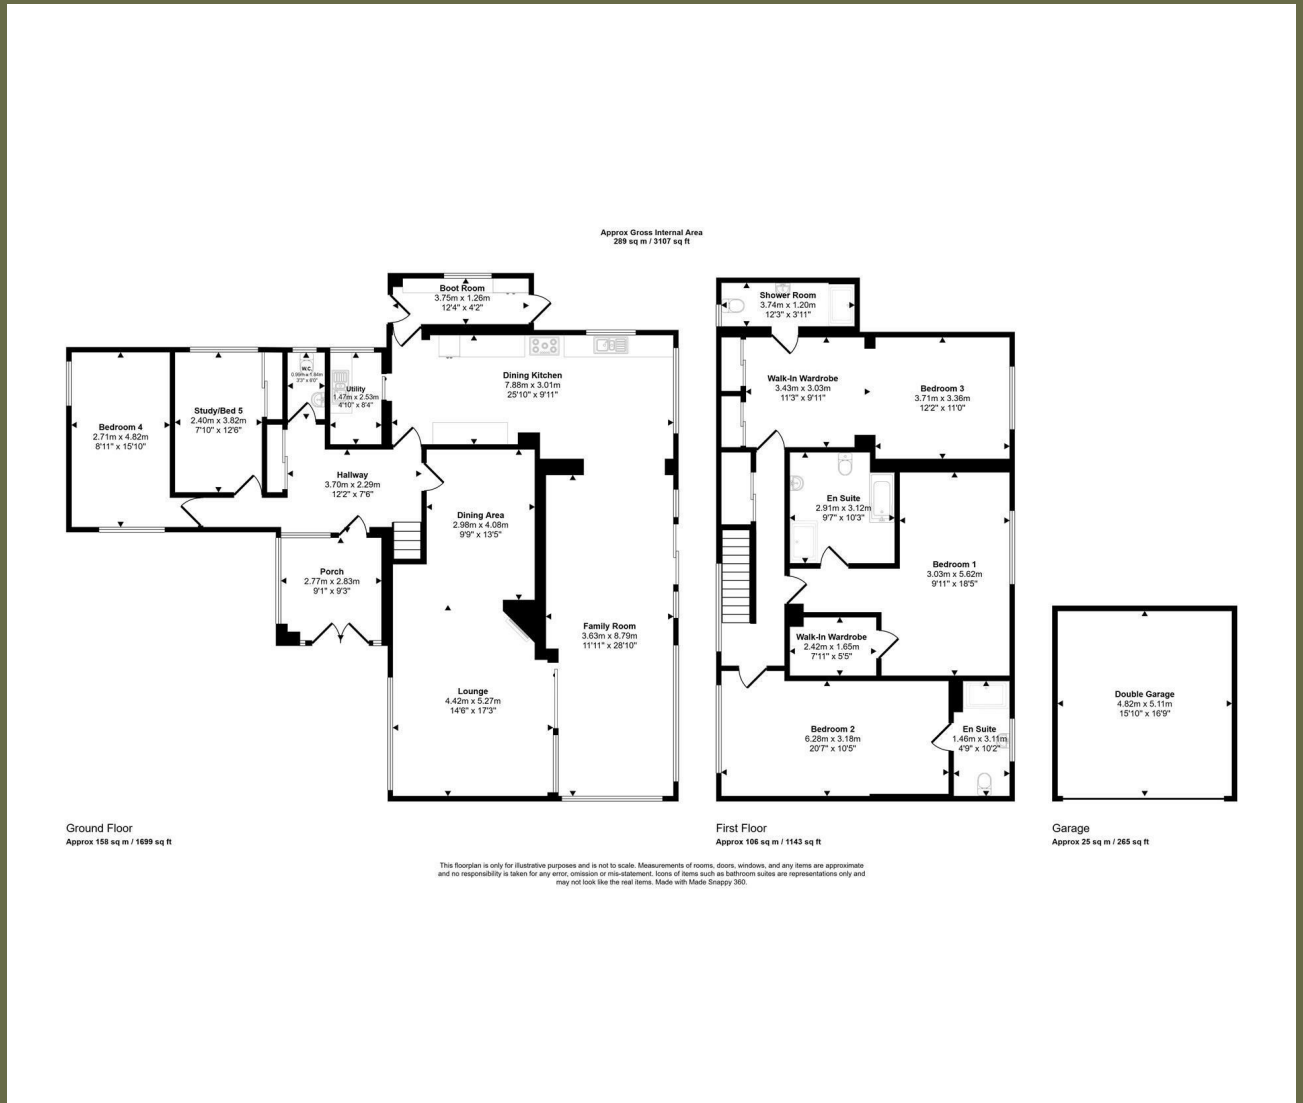 Approx Gross Internal Area
289 sq m / 3107 sq ft
Boot Room
3.75m x 1.26m
12'4" x 4'2"
Dining Kitchen
7.88m x 3.01m
25'10" x 9'11"
W.C.
0.99m x 1.84m
3'3" x 6'0"
Utility
1.47m x 2.53m
4'10" x 8'4"
Study/Bed 5
2.40m x 3.82m
7'10" x 12'6"
Bedroom 4
2.71m x 4.82m
8'11" x 15'10"
Hallway
3.70m x 2.29m
12'2" x 7'6"
Dining Area
2.98m x 4.08m
9'9" x 13'5"
Porch
2.77m x 2.83m
9'1" x 9'3"
Family Room
3.63m x 8.79m
11'11" x 28'10"
Lounge
4.42m x 5.27m
14'6" x 17'3"
Ground Floor
Approx 158 sq m / 1699 sq ft
Shower Room
3.74m x 1.20m
12'3" x 3'11"
Walk-In Wardrobe
3.43m x 3.03m
11'3" x 9'11"
Bedroom 3
3.71m x 3.36m
12'2" x 11'0"
En Suite
2.91m x 3.12m
9'7" x 10'3"
Bedroom 1
3.03m x 5.62m
9'11" x 18'5"
Walk-In Wardrobe
2.42m x 1.65m
7'11" x 5'5"
Bedroom 2
6.28m x 3.18m
20'7" x 10'5"
En Suite
1.46m x 3.11m
4'9" x 10'2"
First Floor
Approx 106 sq m / 1143 sq ft
Double Garage
4.82m x 5.11m
15'10" x 16'9"
Garage
Approx 25 sq m / 265 sq ft
This floorplan is only for illustrative purposes and is not to scale. Measurements of rooms, doors, windows, and any items are approximate
and no responsibility is taken for any error, omission or mis-statement. Icons of items such as bathroom suites are representations only and
may not look like the real items. Made with Made Snappy 360.